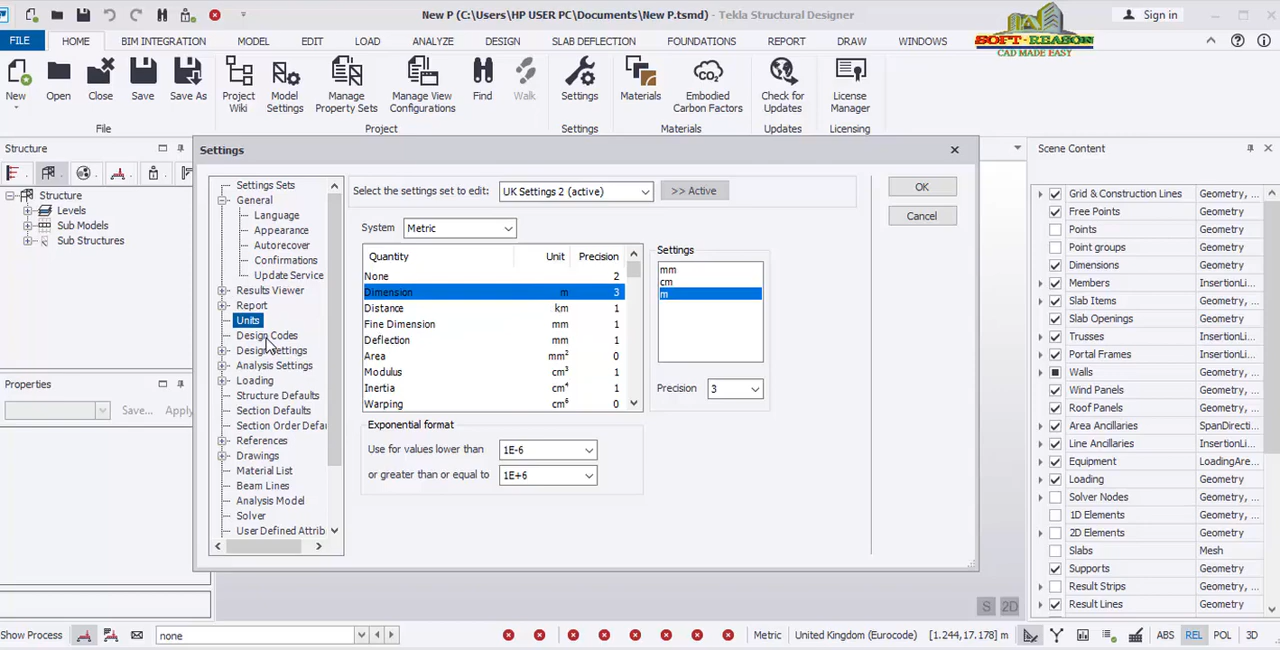 New P (C:/Users/HP USER PC\Documents\New P.tsmd) - Tekla Structural Designer
Sign in
FILE HOME BIM INTEGRATION MODEL LOAD ANALYZE DESIGN SLAB DEFLECTION FOUNDATIONS REPORT DRAW WINDOWS
SOFT-REASON
CAD MADE EASY
New Open Close Save Save As Project Wiki Model Settings Manage Property Sets Manage View Configurations Find Walk Settings Materials Embodied Carbon Factors Check for Updates License Manager
File Project Settings Materials Updates Licensing
Structure
Structure
Levels
Sub Models
Sub Structures
Properties
Save... Apply
Settings
Settings Sets
General
Language
Appearance
Autorecover
Confirmations
Update Service
Results Viewer
Report
Units
Design Codes
Design Settings
Analysis Settings
Loading
Structure Defaults
Section Defaults
Section Order Defau
References
Drawings
Material List
Beam Lines
Analysis Model
Solver
User Defined Attrib
Select the settings set to edit: UK Settings 2 (active) >> Active
System Metric
Quantity Unit Precision
None 2
Dimension m 3
Distance km 1
Fine Dimension mm 1
Deflection mm 1
Area mm² 0
Modulus cm³ 1
Inertia cm⁴ 1
Warping cm⁶ 0
Settings
mm
cm
m
Precision 3
Exponential format
Use for values lower than 1E-6
or greater than or equal to 1E+6
OK
Cancel
Scene Content
Grid & Construction Lines Geometry, ...
Free Points Geometry
Points Geometry
Point groups Geometry
Dimensions Geometry
Members InsertionLi...
Slab Items Geometry, ...
Slab Openings Geometry
Trusses InsertionLi...
Portal Frames InsertionLi...
Walls Geometry, ...
Wind Panels Geometry
Roof Panels SpanDirecti...
Area Ancillaries InsertionLi...
Line Ancillaries InsertionLi...
Equipment LoadingAre...
Loading Geometry, ...
Solver Nodes Geometry, ...
1D Elements Geometry, ...
2D Elements Geometry, ...
Slabs Mesh
Supports Geometry
Result Strips Geometry, ...
Result Lines Geometry, ...
S 2D
Show Process none Metric United Kingdom (Eurocode) [1.244,17.178] m ABS REL POL 3D